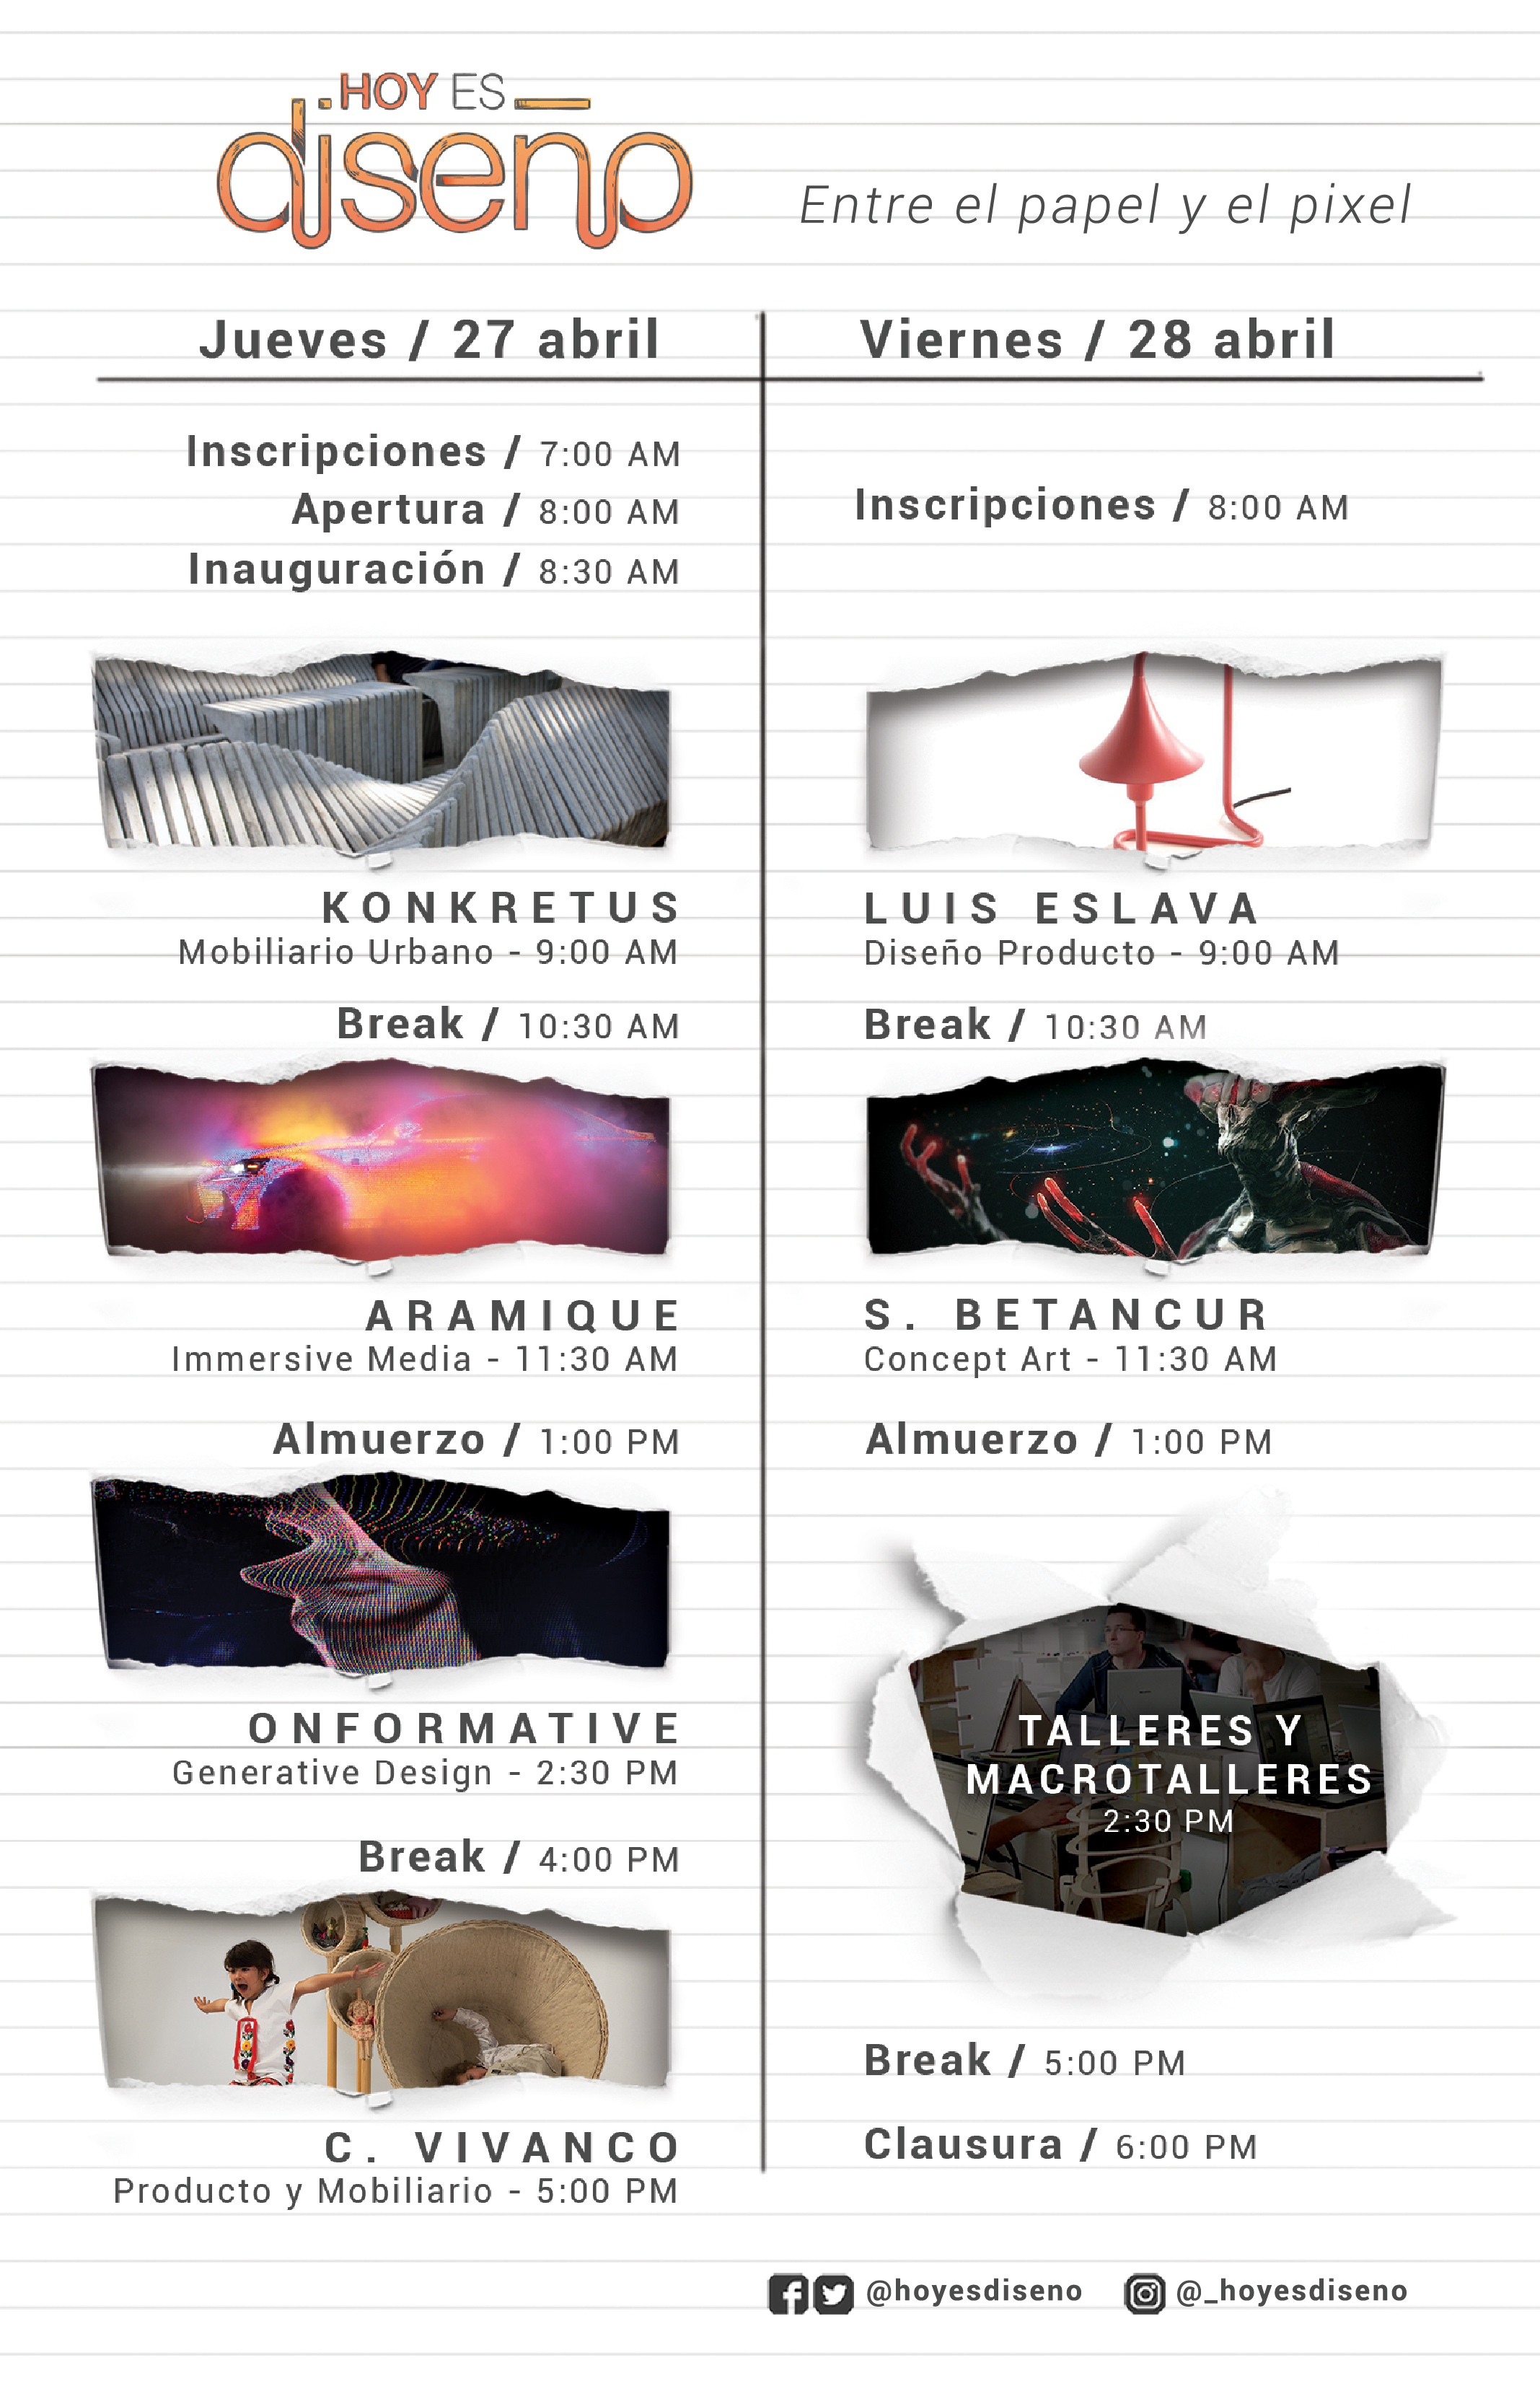 HOY ES
diseño
Entre el papel y el pixel
Jueves / 27 abril
Inscripciones / 7:00 AM
Apertura / 8:00 AM
Inauguración / 8:30 AM
KONKRETUS
Mobiliario Urbano - 9:00 AM
Break / 10:30 AM
ARAMIQUE
Immersive Media - 11:30 AM
Almuerzo / 1:00 PM
ONFORMATIVE
Generative Design - 2:30 PM
Break / 4:00 PM
C. VIVANCO
Producto y Mobiliario - 5:00 PM
Viernes / 28 abril
Inscripciones / 8:00 AM
LUIS ESLAVA
Diseño Producto - 9:00 AM
Break / 10:30 AM
S. BETANCUR
Concept Art - 11:30 AM
Almuerzo / 1:00 PM
TALLERES Y
MACROTALLERES
2:30 PM
Break / 5:00 PM
Clausura / 6:00 PM
@hoyesdiseno @_hoyesdiseno